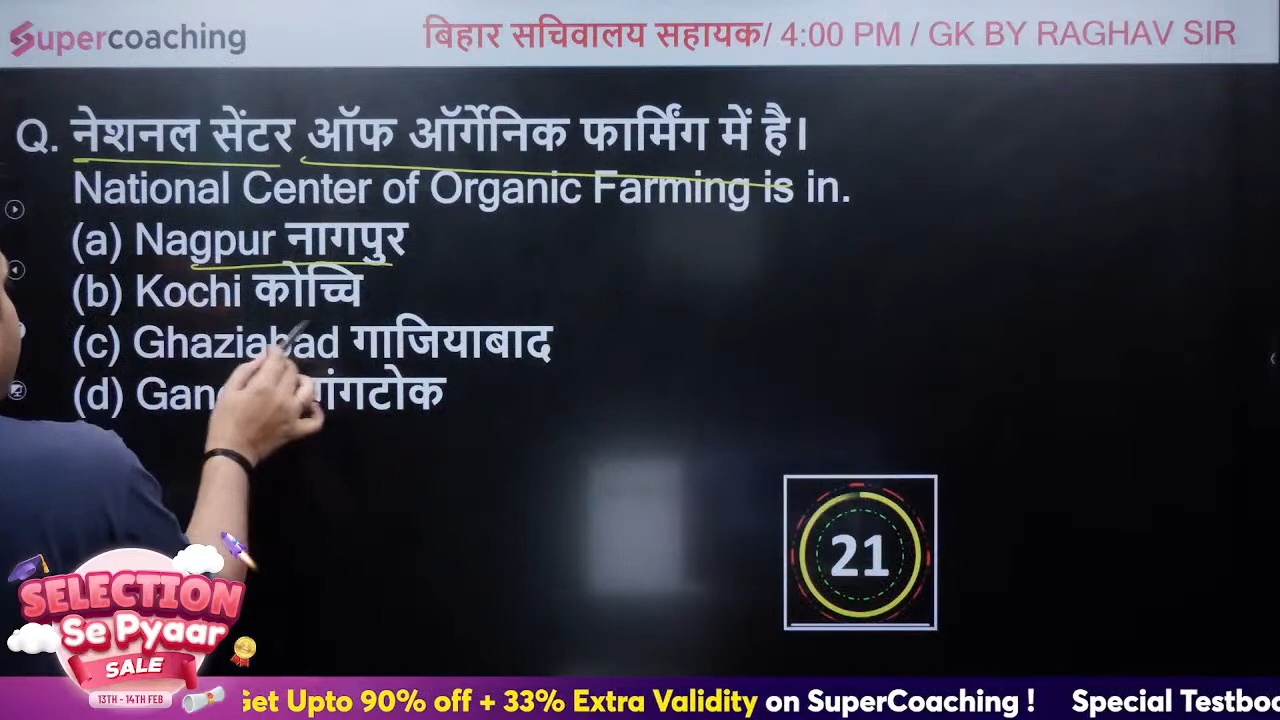 Supercoaching
बिहार सचिवालय सहायक/ 4:00 PM / GK BY RAGHAV SIR
Q. नेशनल सेंटर ऑफ ऑर्गेनिक फार्मिंग में है।
National Center of Organic Farming is in.
(a) Nagpur नागपुर
(b) Kochi कोच्चि
(c) Ghaziabad गाजियाबाद
(d)
21
SELECTION
Se Pyaar
SALE
13TH - 14TH FEB
Get Upto 90% off + 33% Extra Validity on SuperCoaching ! Special